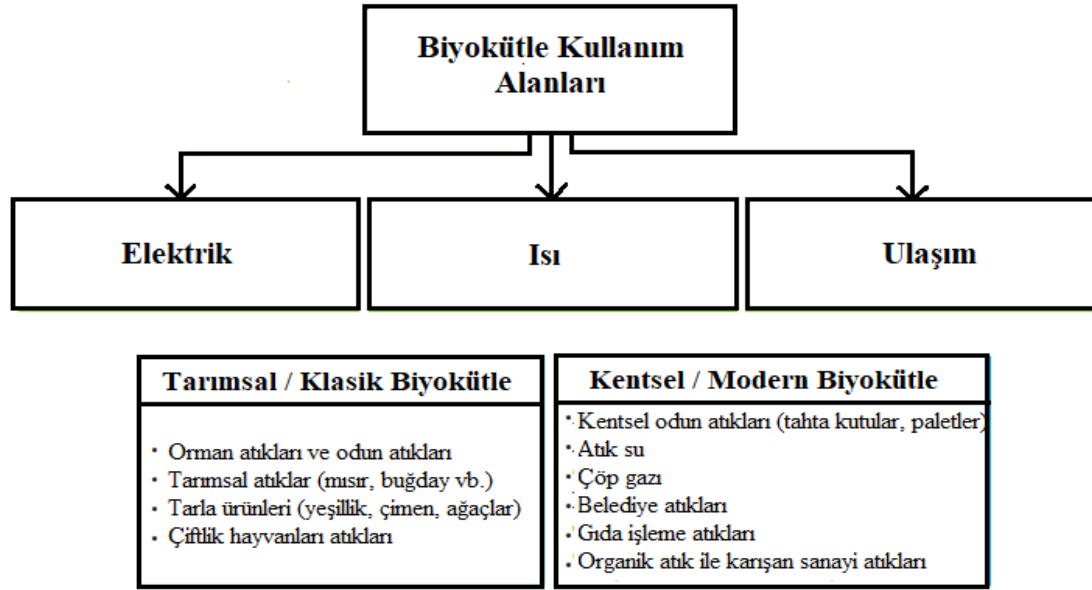 Biyokütle Kullanım
Alanları
Elektrik
Isı
Ulaşım
Tarımsal / Klasik Biyokütle
• Orman atıkları ve odun atıkları
• Tarımsal atıklar (mısır, buğday vb.)
• Tarla ürünleri (yeşillik, çimen, ağaçlar)
• Çiftlik hayvanları atıkları
Kentsel / Modern Biyokütle
• Kentsel odun atıkları (tahta kutular, paletler)
• Atık su
• Çöp gazı
• Belediye atıkları
• Gıda işleme atıkları
• Organik atık ile karışan sanayi atıkları